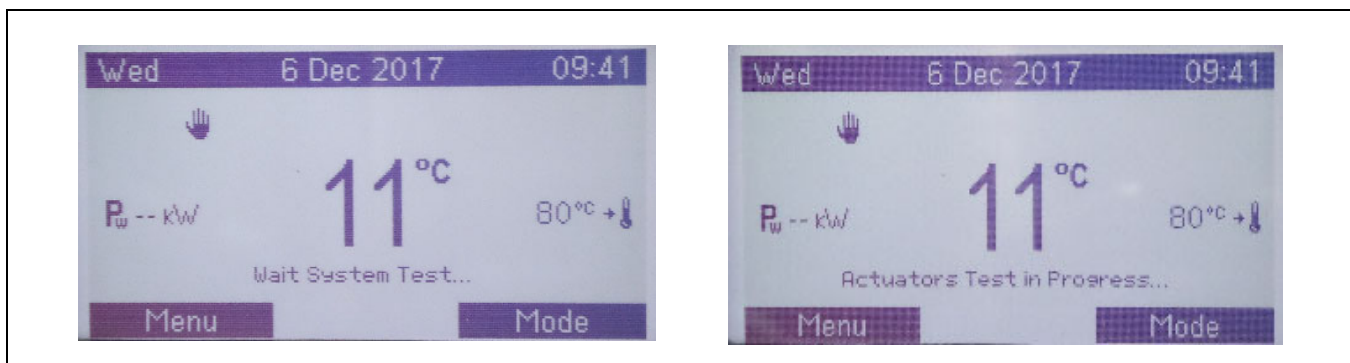 Wed 6 Dec 2017 09:41
11°C
Pw -- kW 80°C
Wait System Test...
Menu Mode
Wed 6 Dec 2017 09:41
11°C
Pw -- kW 80°C
Actuators Test in Progress...
Menu Mode